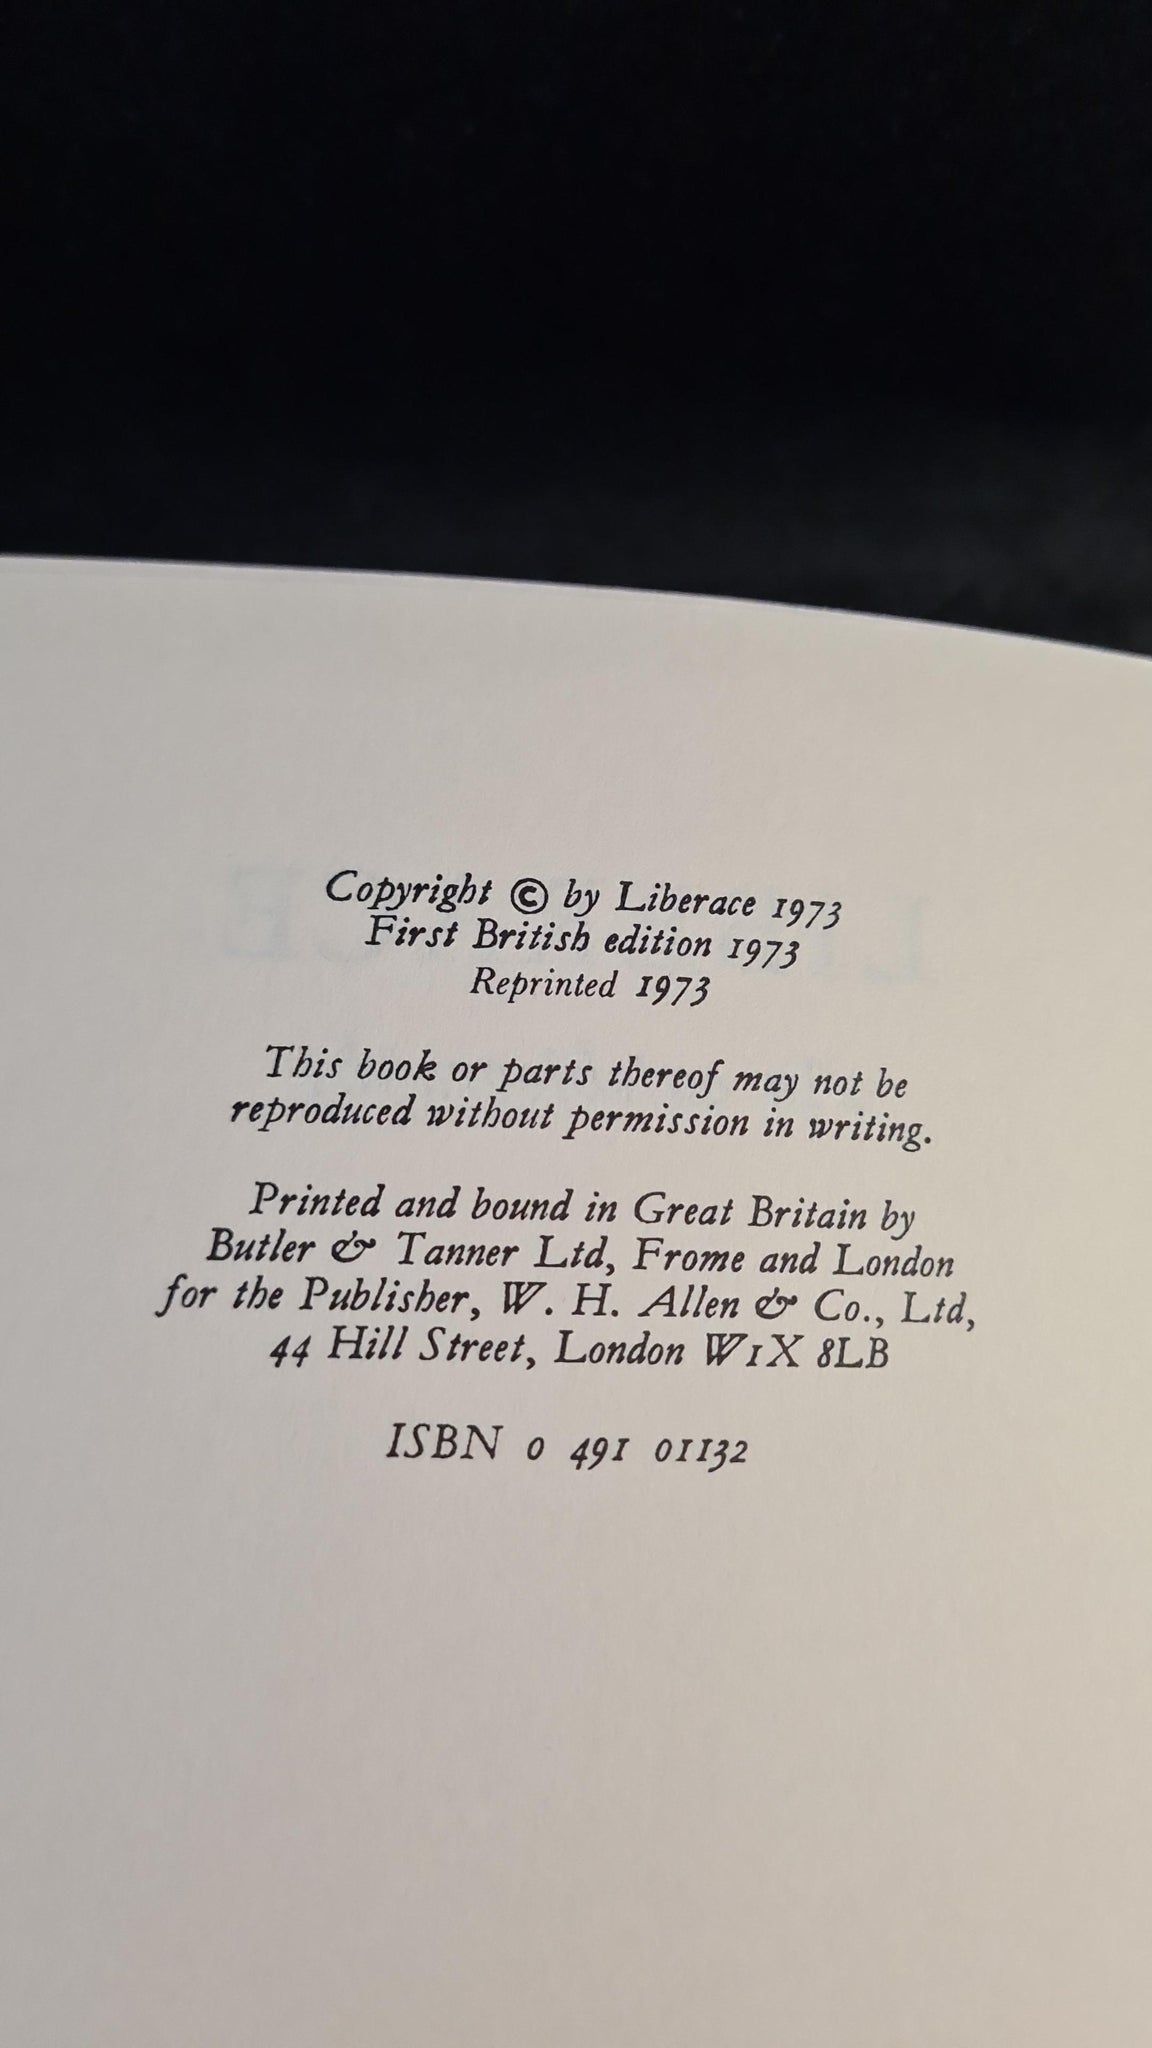 Copyright © by Liberace 1973
First British edition 1973
Reprinted 1973
This book or parts thereof may not be
reproduced without permission in writing.
Printed and bound in Great Britain by
Butler & Tanner Ltd, Frome and London
for the Publisher, W. H. Allen & Co., Ltd,
44 Hill Street, London W1X 8LB
ISBN 0 491 01132